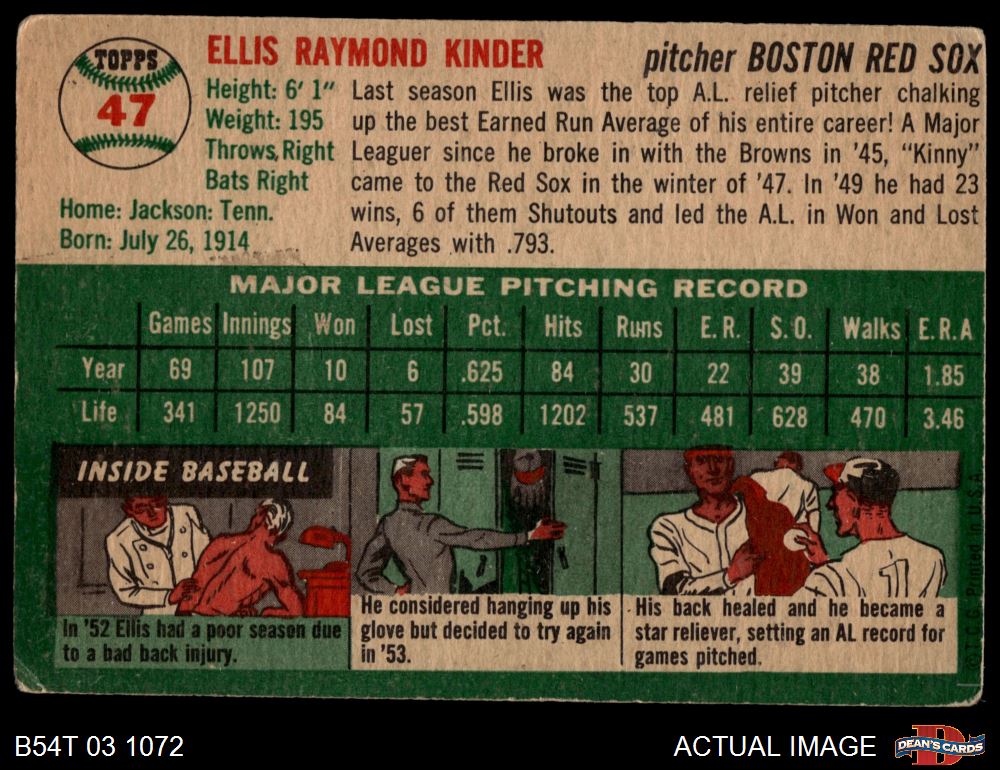 TOPPS
47
ELLIS RAYMOND KINDER
pitcher BOSTON RED SOX
Height: 6' 1"
Weight: 195
Throws Right
Bats Right
Home: Jackson: Tenn.
Born: July 26, 1914
Last season Ellis was the top A.L. relief pitcher chalking
up the best Earned Run Average of his entire career! A Major
Leaguer since he broke in with the Browns in '45, "Kinny"
came to the Red Sox in the winter of '47. In '49 he had 23
wins, 6 of them Shutouts and led the A.L. in Won and Lost
Averages with .793.
MAJOR LEAGUE PITCHING RECORD
Games Innings Won Lost Pct. Hits Runs E.R. S.O. Walks E.R.A
Year 69 107 10 6 .625 84 30 22 39 38 1.85
Life 341 1250 84 57 .598 1202 537 481 628 470 3.46
INSIDE BASEBALL
In '52 Ellis had a poor season due
to a bad back injury.
He considered hanging up his
glove but decided to try again
in '53.
1
His back healed and he became a
star reliever, setting an AL record for
games pitched.
©T.C.G. Printed in U.S.A.
B54T 03 1072
ACTUAL IMAGE
D
DEAN'S CARDS